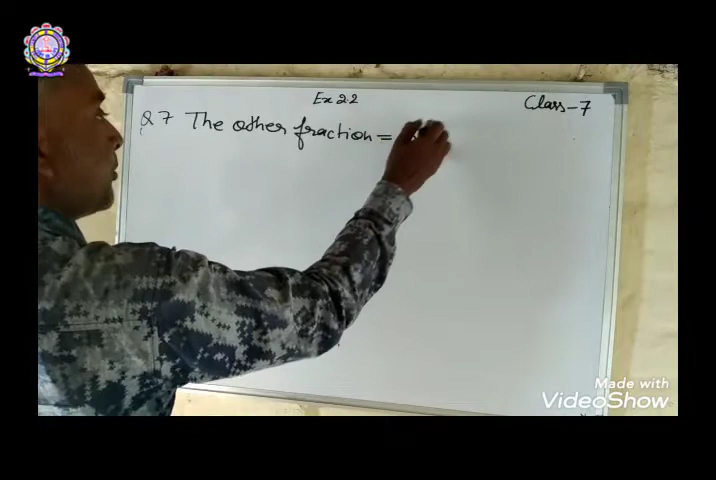 Ex 2.2
Class-7
Q 7 The other fraction =
Made with
VideoShow